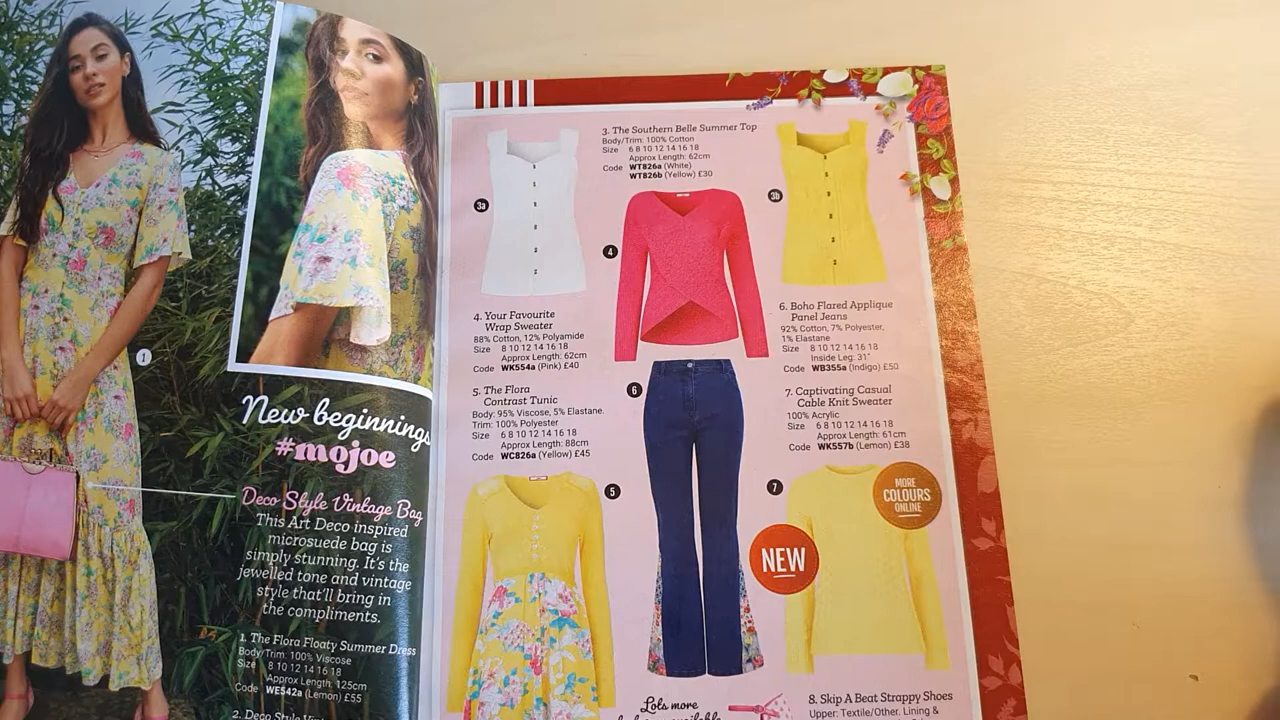 1
New beginnings
#mojoe
Deco Style Vintage Bag
This Art Deco inspired
microsuede bag is
simply stunning. It's the
jewelled tone and vintage
style that'll bring in
the compliments.
1. The Flora Floaty Summer Dress
Body/Trim: 100% Viscose
Size 8 10 12 14 16 18
Approx Length: 125cm
Code WE542a (Lemon) £55
2. Deco Style
3. The Southern Belle Summer Top
Body/Trim: 100% Cotton
Size 6 8 10 12 14 16 18
Approx Length: 62cm
Code WT826a (White)
WT826b (Yellow) £30
3a
3b
4
4. Your Favourite
Wrap Sweater
88% Cotton, 12% Polyamide
Size 8 10 12 14 16 18
Approx Length: 62cm
Code WK554a (Pink) £40
5. The Flora
Contrast Tunic
Body: 95% Viscose, 5% Elastane.
Trim: 100% Polyester
Size 6 8 10 12 14 16 18
Approx Length: 88cm
Code WC826a (Yellow) £45
6. Boho Flared Applique
Panel Jeans
92% Cotton, 7% Polyester,
1% Elastane
Size 8 10 12 14 16 18
Inside Leg: 31"
Code WB355a (Indigo) £50
6
7. Captivating Casual
Cable Knit Sweater
100% Acrylic
Size 6 8 10 12 14 16 18
Approx Length: 61cm
Code WK557b (Lemon) £38
5
7
MORE
COLOURS
ONLINE
NEW
Lots more
8. Skip A Beat Strappy Shoes
Upper: Textile/Other. Lining &